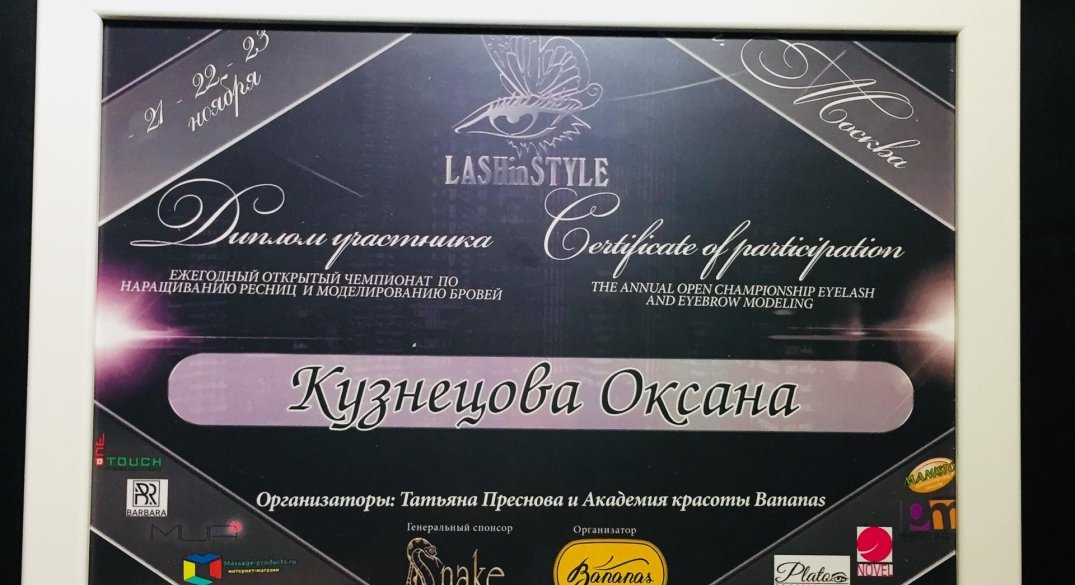 21 - 22 - 23
ноября
Москва
LASHinSTYLE
Диплом участника
Certificate of participation
ЕЖЕГОДНЫЙ ОТКРЫТЫЙ ЧЕМПИОНАТ ПО
НАРАЩИВАНИЮ РЕСНИЦ И МОДЕЛИРОВАНИЮ БРОВЕЙ
THE ANNUAL OPEN CHAMPIONSHIP EYELASH
AND EYEBROW MODELING
Кузнецова Оксана
ONE
TOUCH
BARBARA
Организаторы: Татьяна Преснова и Академия красоты Bananas
Генеральный спонсор
Организатор
Snake
Bananas
Massage-products.ru
интернет-магазин
Plato
NOVEL